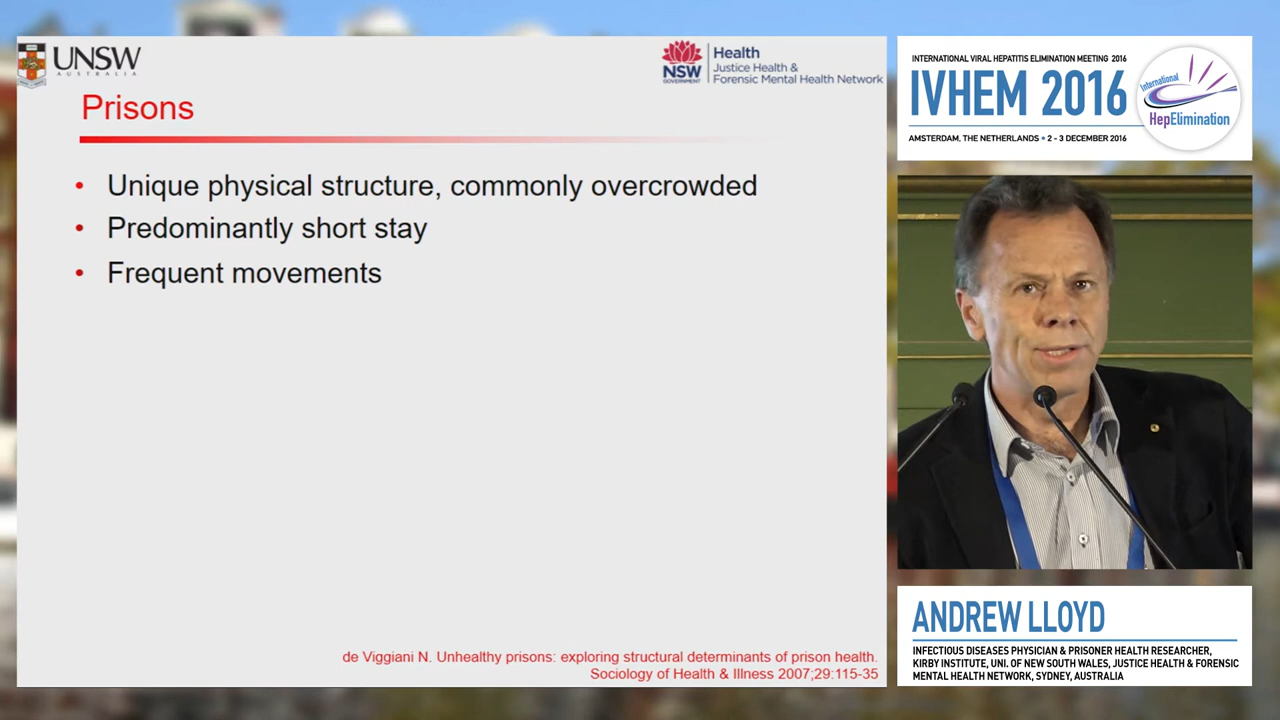 UNSW
AUSTRALIA
NSW
GOVERNMENT
Health
Justice Health &
Forensic Mental Health Network
Prisons
• Unique physical structure, commonly overcrowded
• Predominantly short stay
• Frequent movements
de Viggiani N. Unhealthy prisons: exploring structural determinants of prison health.
Sociology of Health & Illness 2007;29:115-35
INTERNATIONAL VIRAL HEPATITIS ELIMINATION MEETING 2016
IVHEM 2016
AMSTERDAM, THE NETHERLANDS • 2 - 3 DECEMBER 2016
International
HepElimination
ANDREW LLOYD
INFECTIOUS DISEASES PHYSICIAN & PRISONER HEALTH RESEARCHER,
KIRBY INSTITUTE, UNI. OF NEW SOUTH WALES, JUSTICE HEALTH & FORENSIC
MENTAL HEALTH NETWORK, SYDNEY, AUSTRALIA